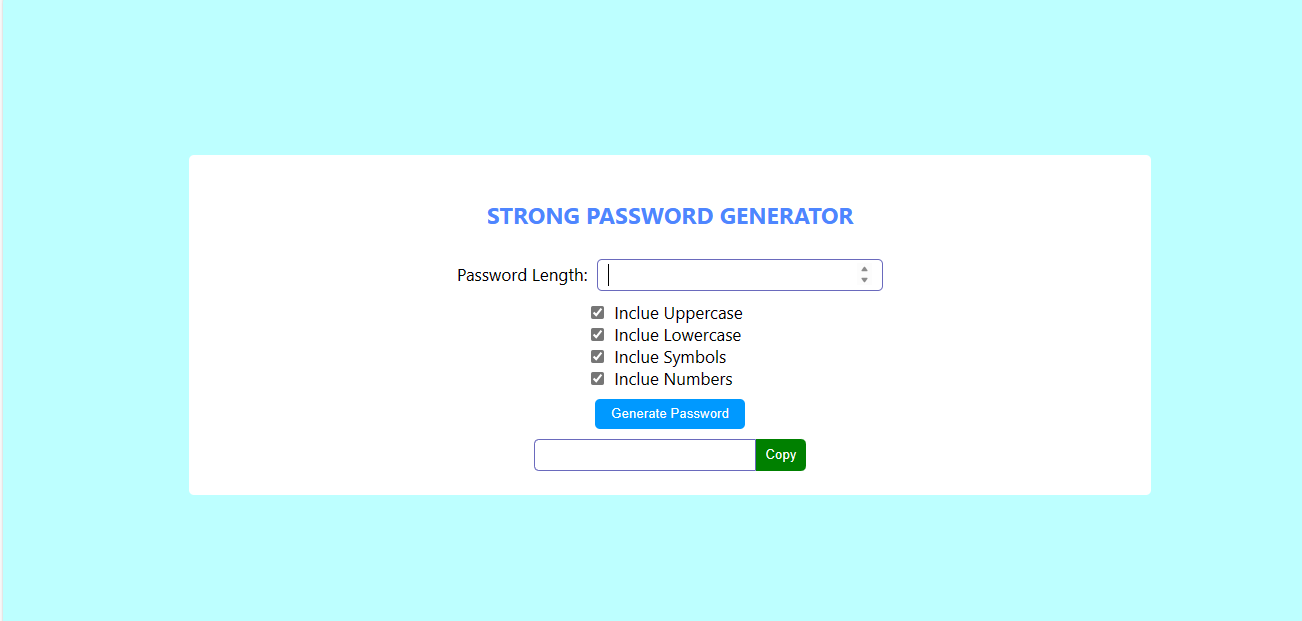 STRONG PASSWORD GENERATOR
Password Length:
Inclue Uppercase
Inclue Lowercase
Inclue Symbols
Inclue Numbers
Generate Password
Copy